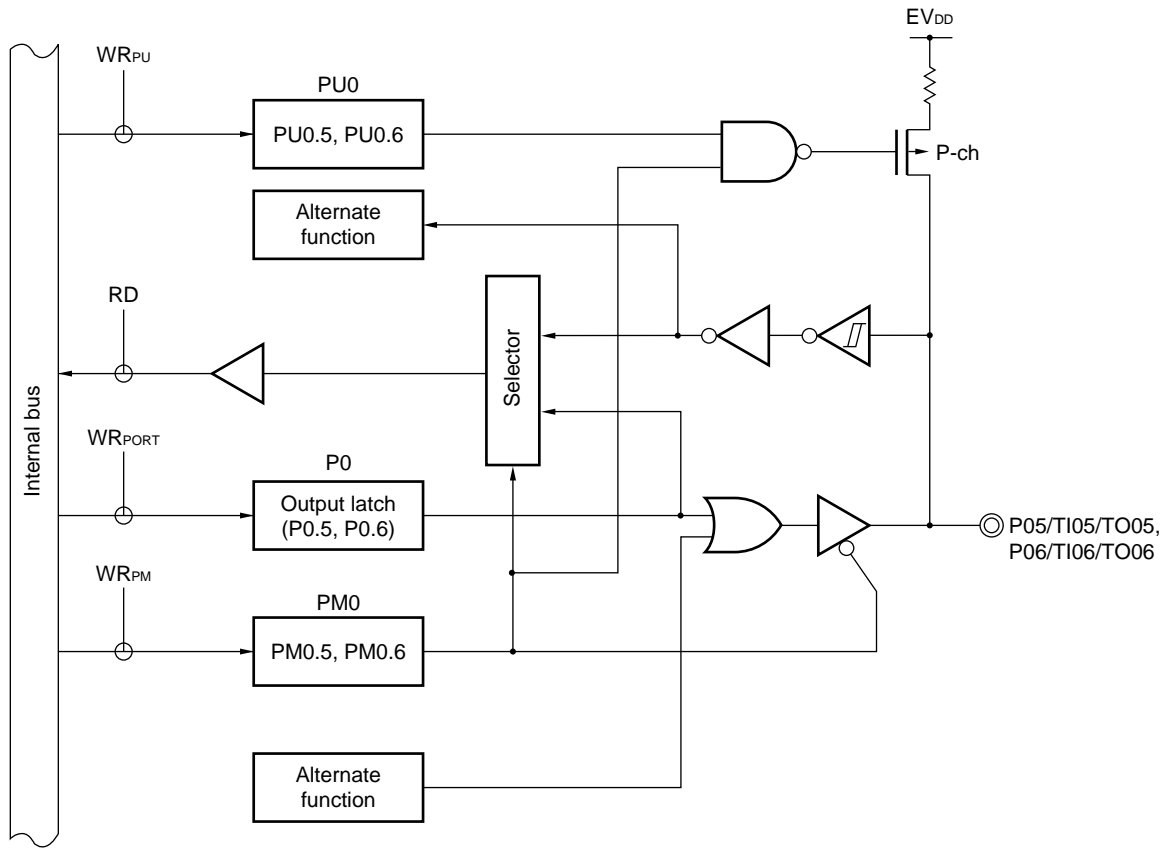 EVDD
WRPU
PU0
PU0.5, PU0.6
P-ch
Alternate
function
RD
Selector
Internal bus
WRPORT
P0
Output latch
(P0.5, P0.6)
P05/TI05/TO05,
P06/TI06/TO06
WRPM
PM0
PM0.5, PM0.6
Alternate
function